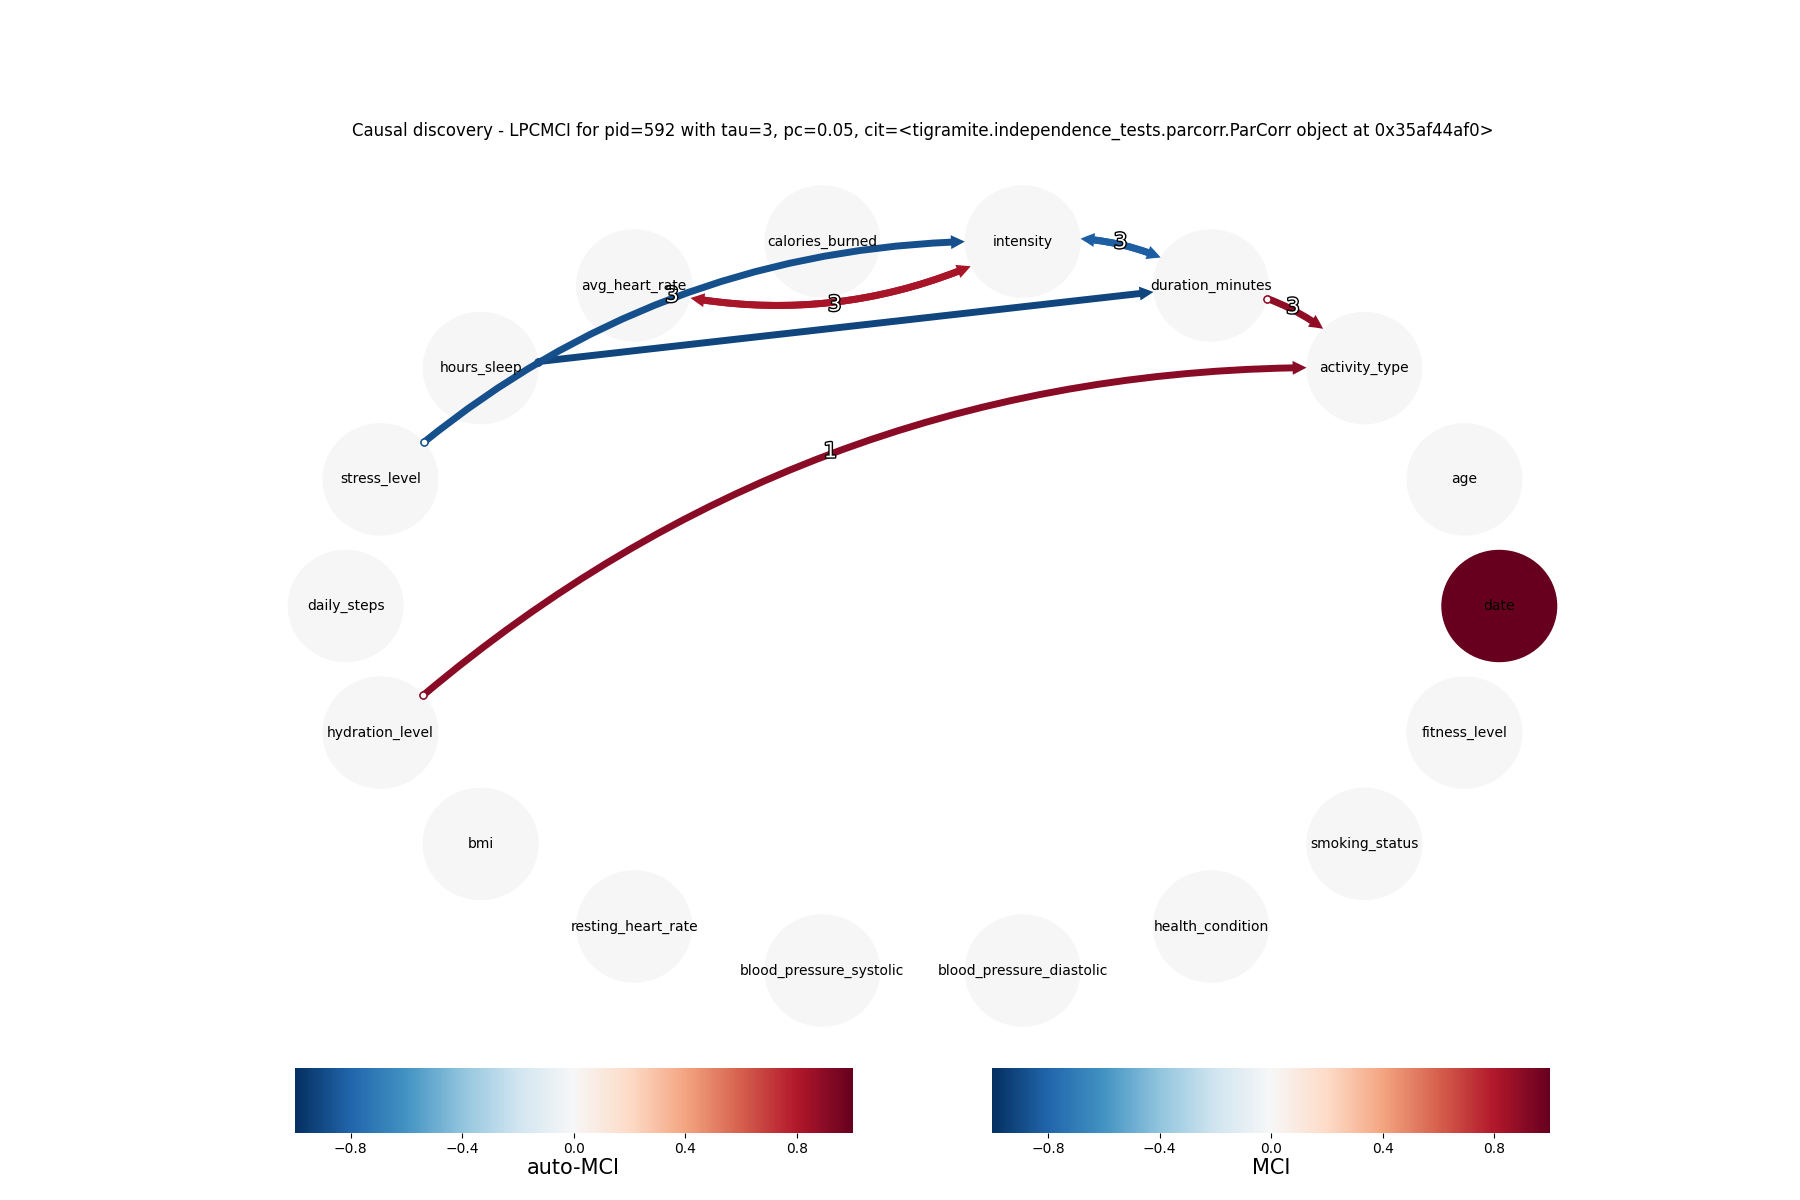 Causal discovery - LPCMCI for pid=592 with tau=3, pc=0.05, cit=<tigramite.independence_tests.parcorr.ParCorr object at 0x35af44af0>
calories_burned
intensity
3
avg_heart_rate
3
3
duration_minutes
3
hours_sleep
activity_type
1
stress_level
age
daily_steps
date
hydration_level
fitness_level
bmi
smoking_status
resting_heart_rate
health_condition
blood_pressure_systolic
blood_pressure_diastolic
−0.8 −0.4 0.0 0.4 0.8
auto-MCI
−0.8 −0.4 0.0 0.4 0.8
MCI